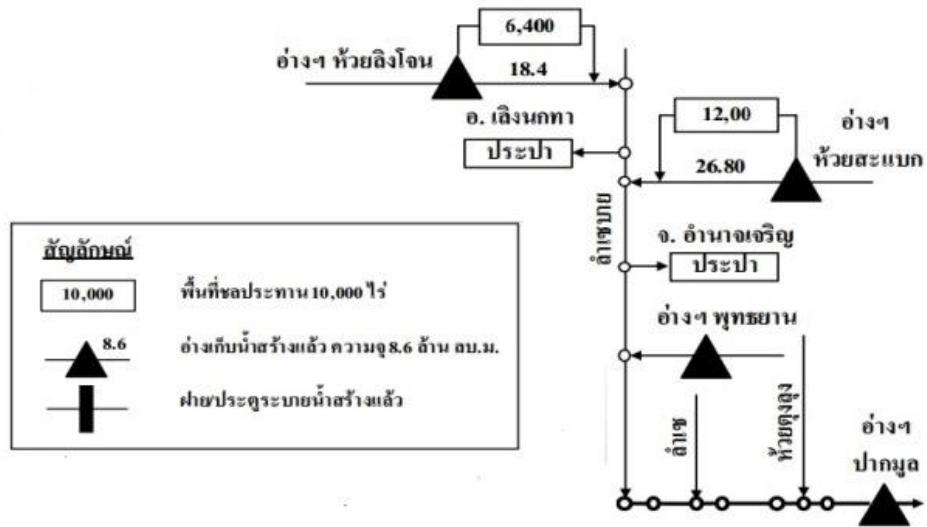 6,400
อ่างฯ ห้วยลิงโจน
18.4
อ. เลิงนกทา
ประปา
12,00
อ่างฯ
ห้วยสะแบก
26.80
ลำเซบาย
จ. อำนาจเจริญ
ประปา
อ่างฯ พุทธยาน
ลำเซ
ห้วยตุงลุง
อ่างฯ
ปากมูล
สัญลักษณ์
10,000
พื้นที่ชลประทาน 10,000 ไร่
8.6
อ่างเก็บน้ำสร้างแล้ว ความจุ 8.6 ล้าน ลบ.ม.
ฝาย/ประตูระบายน้ำสร้างแล้ว